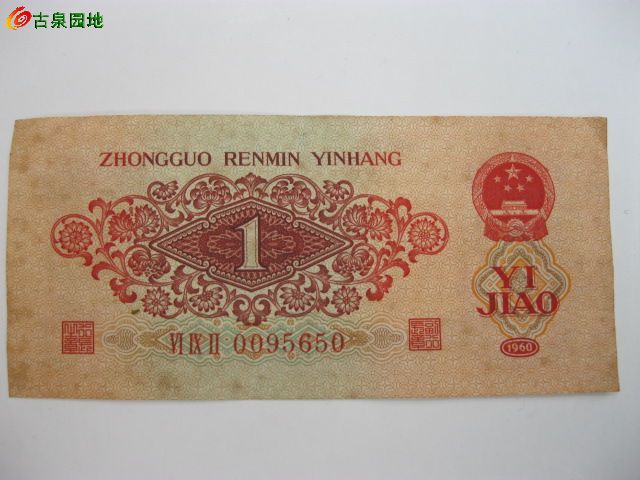 古泉园地
ZHONGGUO RENMIN YINHANG
1
YI
JIAO
VI IX II 0095650
1960